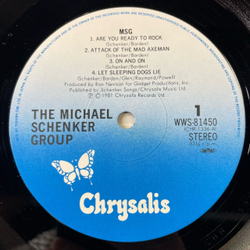 MSG
1. ARE YOU READY TO ROCK
(Schenker/Barden)
2. ATTACK OF THE MAD AXEMAN
(Schenker/Barden)
3. ON AND ON
(Schenker/Barden)
4. LET SLEEPING DOGS LIE
(Schenker/Barden/Glen/Raymond/Powell)
Produced by Ron Nevison for Gadget Productions, Inc.
Published by Schenker Songs/Chrysalis Music Ltd.
Ⓟ © 1981 Chrysalis Records Ltd
THE MICHAEL
SCHENKER
GROUP
1
WWS-81450
(CHR-1336-A)
STEREO
Chrysalis